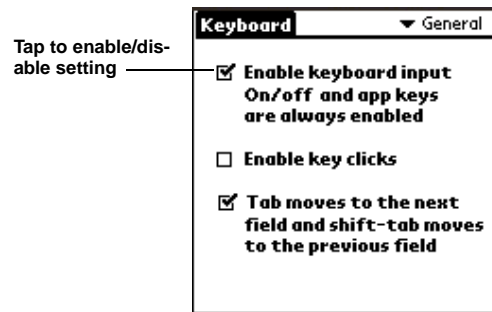 Keyboard
General
Tap to enable/dis-
able setting
Enable keyboard input
On/off and app keys
are always enabled
Enable key clicks
Tab moves to the next
field and shift-tab moves
to the previous field